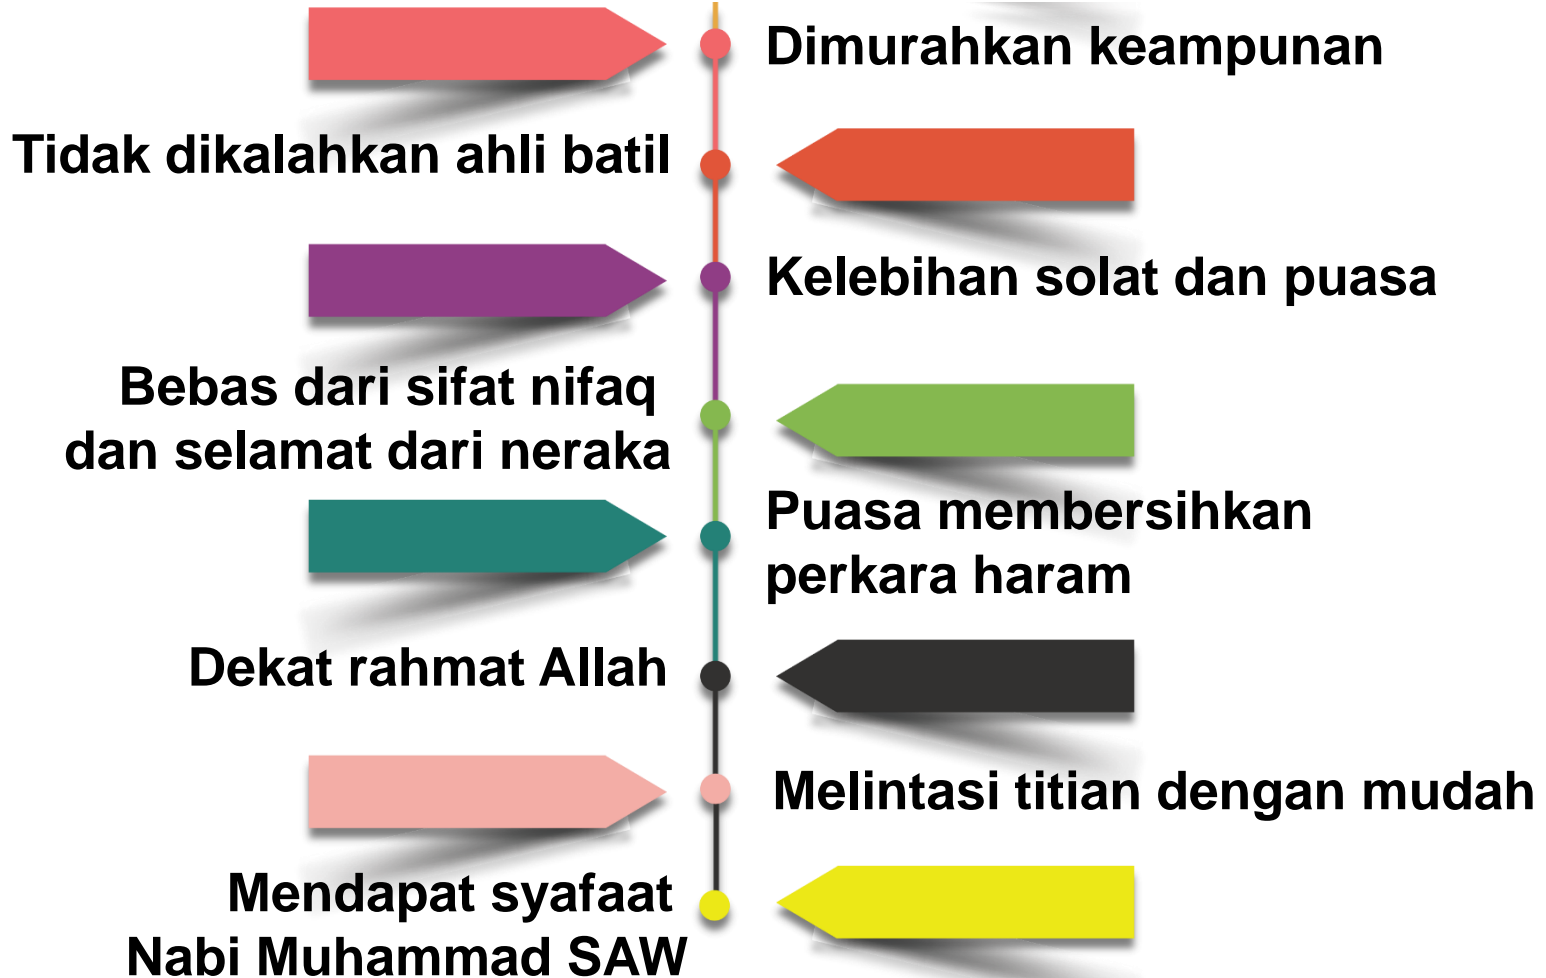 Dimurahkan keampunan
Tidak dikalahkan ahli batil
Kelebihan solat dan puasa
Bebas dari sifat nifaq
dan selamat dari neraka
Puasa membersihkan
perkara haram
Dekat rahmat Allah
Melintasi titian dengan mudah
Mendapat syafaat
Nabi Muhammad SAW